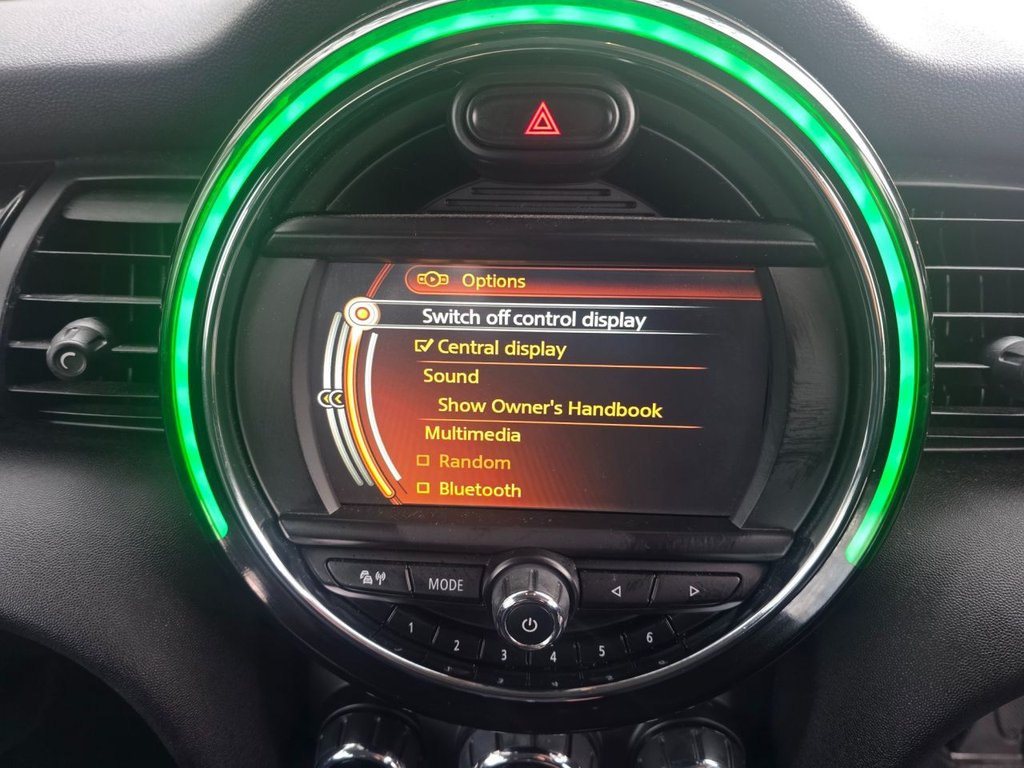 Options
Switch off control display
Central display
Sound
Show Owner's Handbook
Multimedia
Random
Bluetooth
MODE
1 2 3 4 5 6